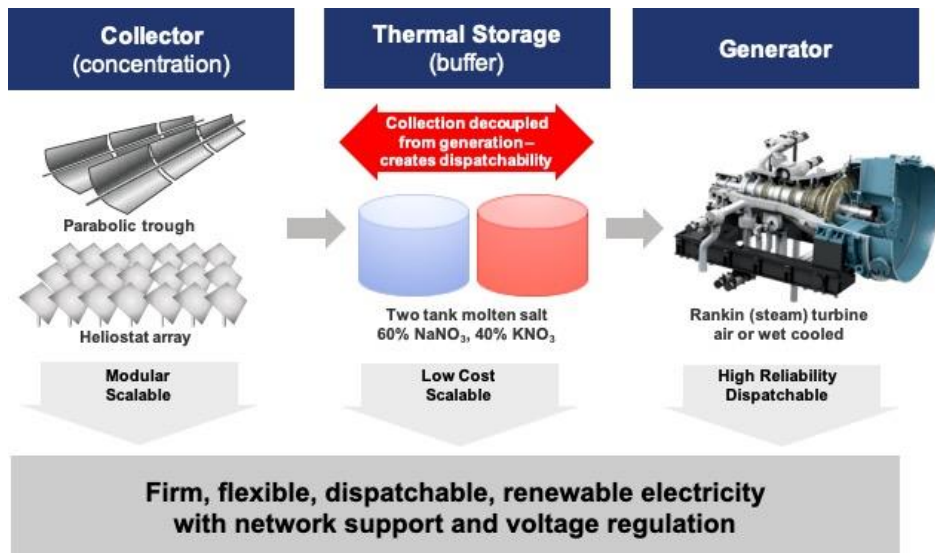 Collector
(concentration)
Thermal Storage
(buffer)
Generator
Collection decoupled
from generation–
creates dispatchability
Parabolic trough
Heliostat array
Two tank molten salt
60% NaNO₃, 40% KNO₃
Rankin (steam) turbine
air or wet cooled
Modular
Scalable
Low Cost
Scalable
High Reliability
Dispatchable
Firm, flexible, dispatchable, renewable electricity
with network support and voltage regulation